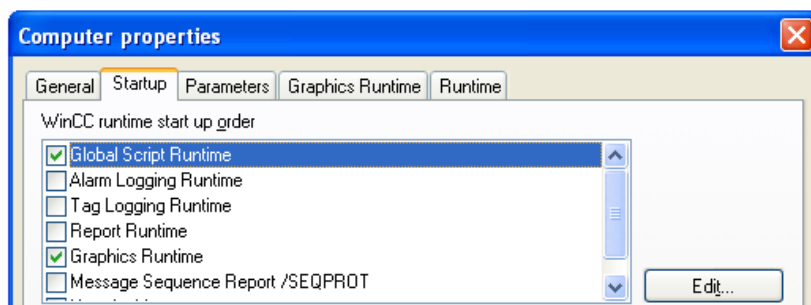 Computer properties
General Startup Parameters Graphics Runtime Runtime
WinCC runtime start up order
Global Script Runtime
Alarm Logging Runtime
Tag Logging Runtime
Report Runtime
Graphics Runtime
Message Sequence Report /SEQPROT
Edit...